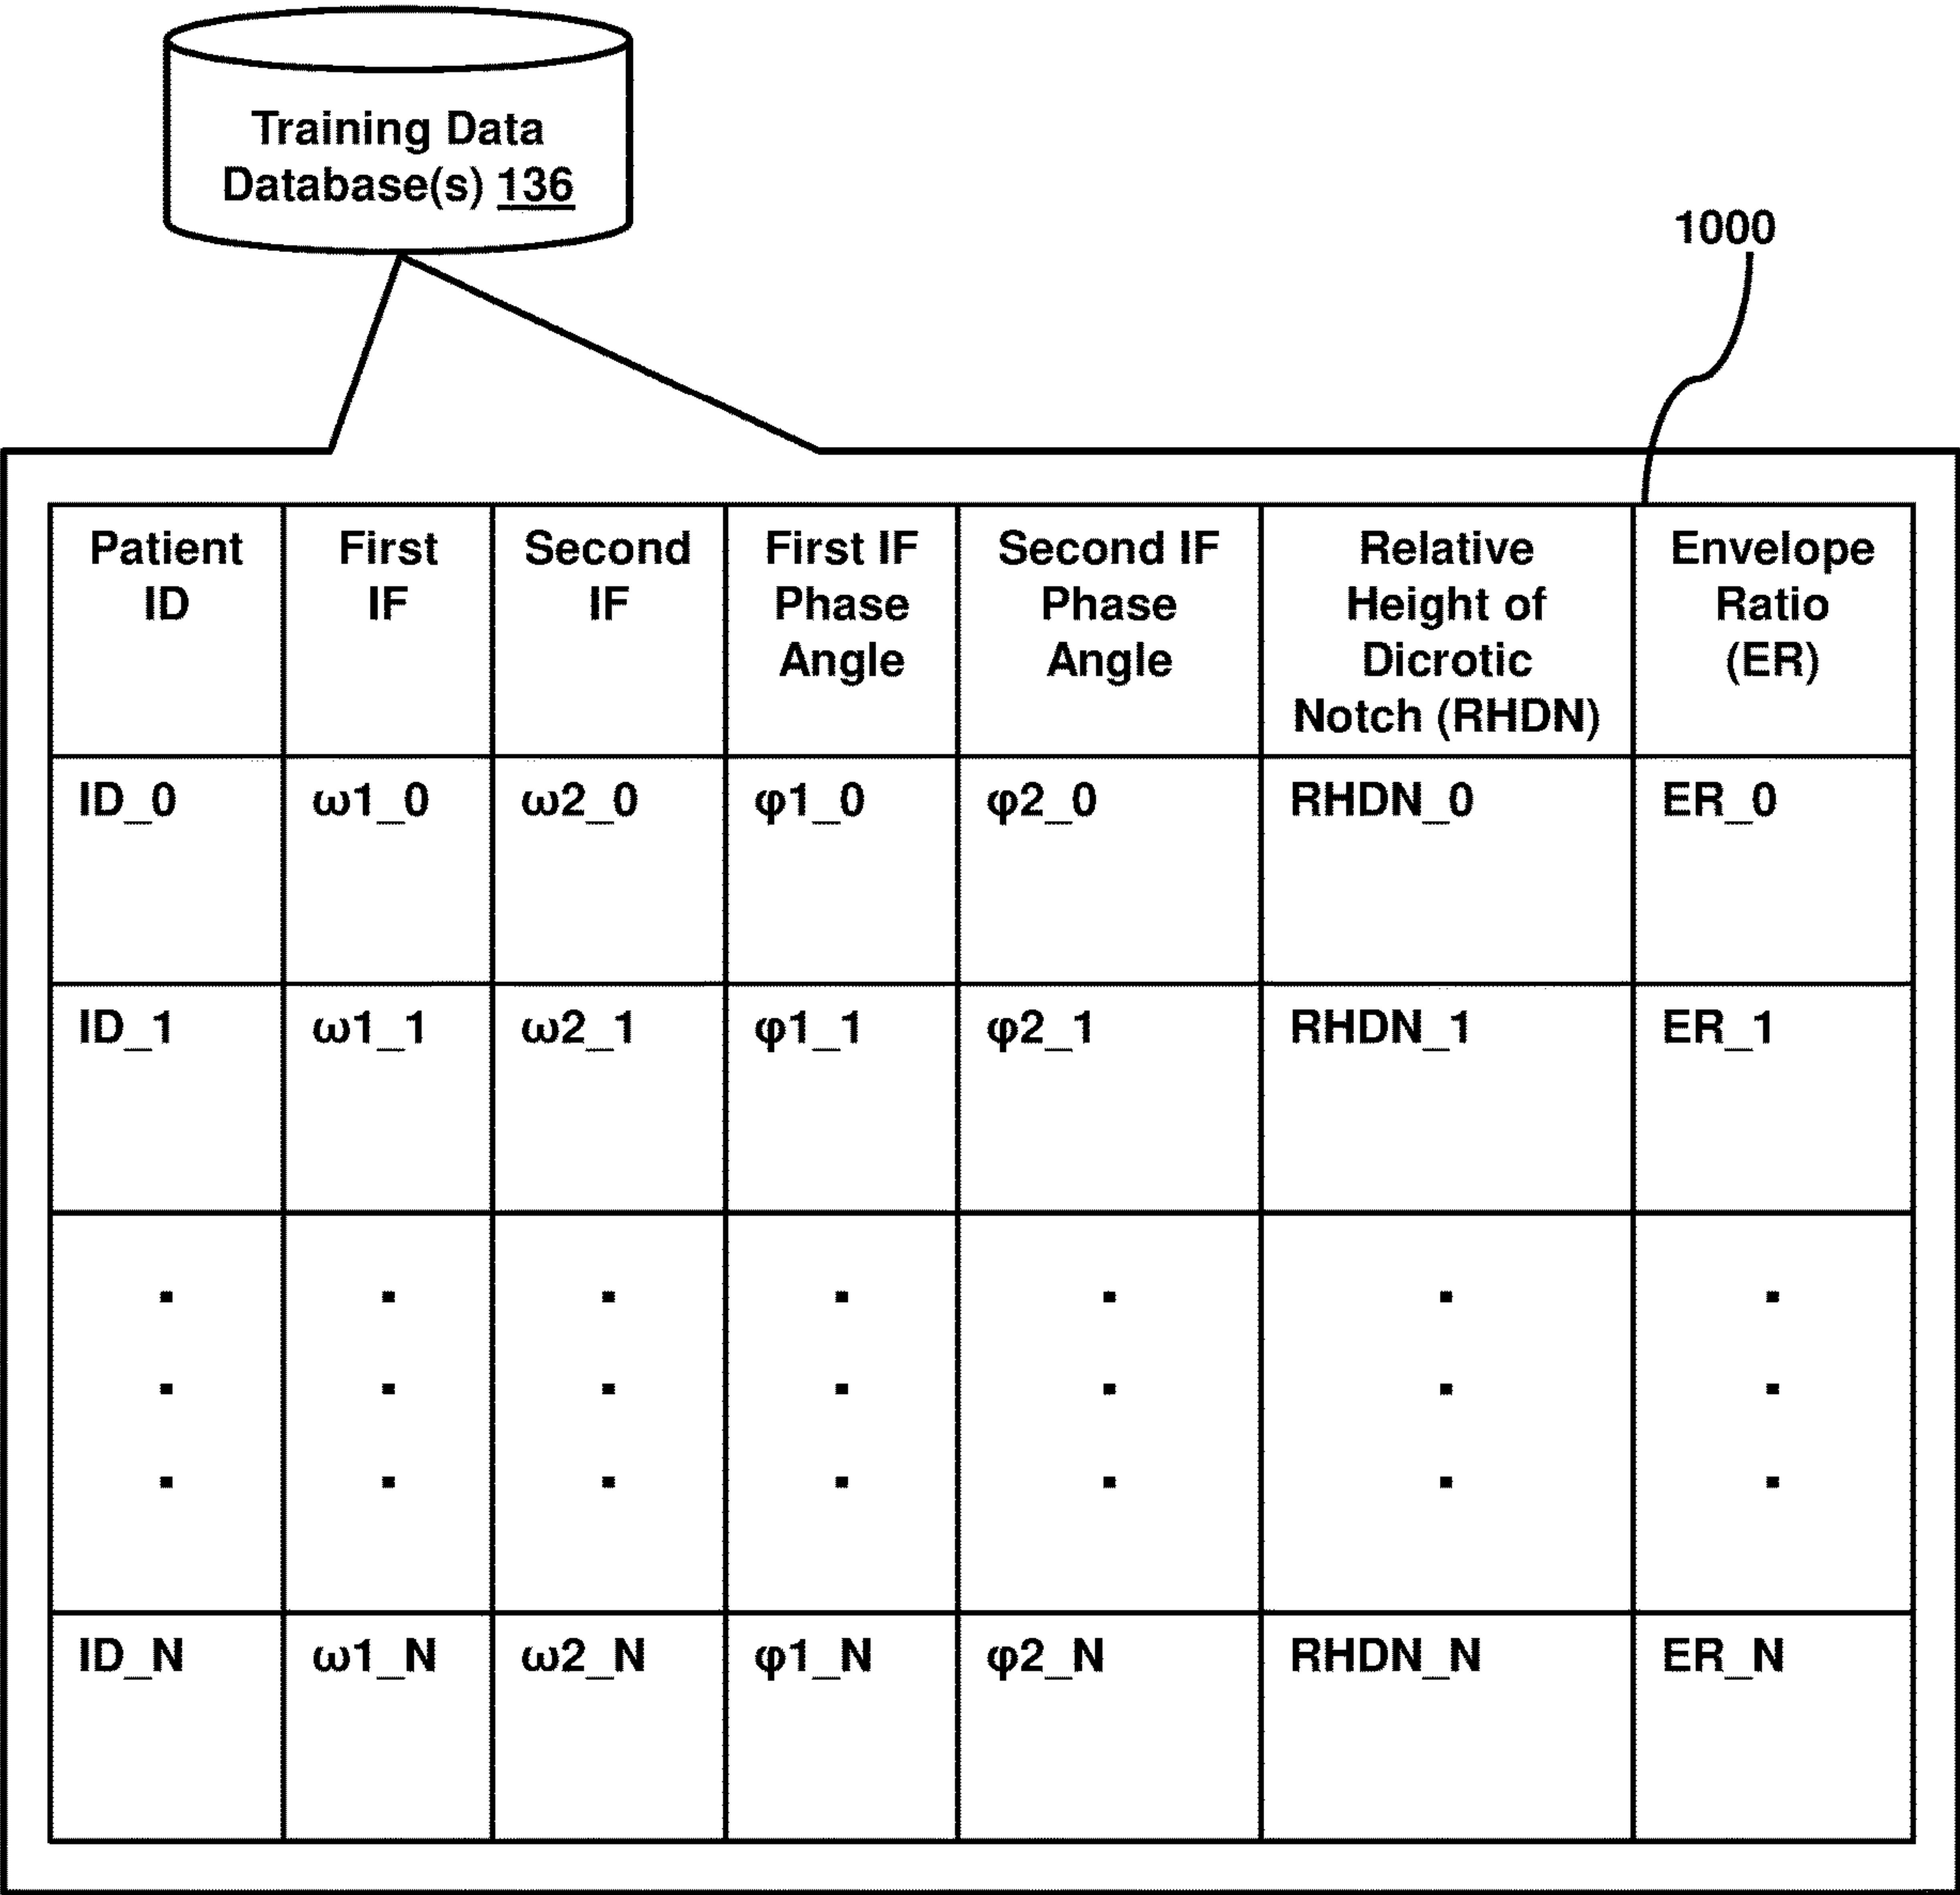 Training Data
Database(s) 136
1000
Patient ID | First IF | Second IF | First IF Phase Angle | Second IF Phase Angle | Relative Height of Dicrotic Notch (RHDN) | Envelope Ratio (ER)
ID_0 | ω1_0 | ω2_0 | φ1_0 | φ2_0 | RHDN_0 | ER_0
ID_1 | ω1_1 | ω2_1 | φ1_1 | φ2_1 | RHDN_1 | ER_1
. | . | . | . | . | . | .
. | . | . | . | . | . | .
. | . | . | . | . | . | .
ID_N | ω1_N | ω2_N | φ1_N | φ2_N | RHDN_N | ER_N